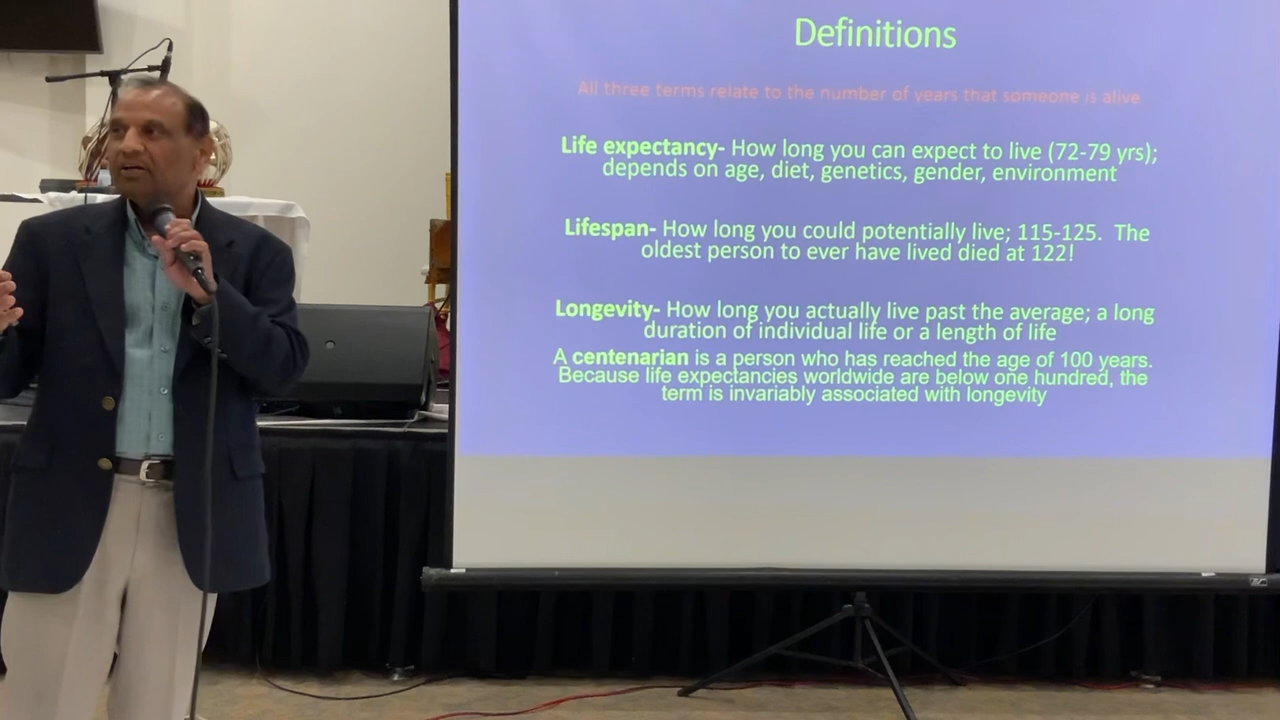 Definitions
All three terms relate to the number of years that someone is alive
Life expectancy- How long you can expect to live (72-79 yrs);
depends on age, diet, genetics, gender, environment
Lifespan- How long you could potentially live; 115-125. The
oldest person to ever have lived died at 122!
Longevity- How long you actually live past the average; a long
duration of individual life or a length of life
A centenarian is a person who has reached the age of 100 years.
Because life expectancies worldwide are below one hundred, the
term is invariably associated with longevity